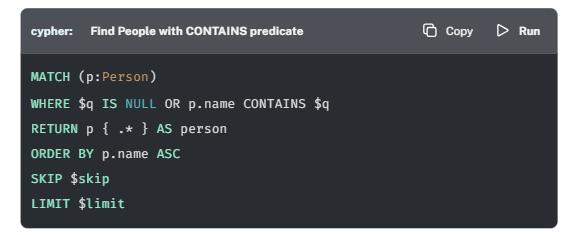 cypher: Find People with CONTAINS predicate Copy Run
MATCH (p:Person)
WHERE $q IS NULL OR p.name CONTAINS $q
RETURN p { .* } AS person
ORDER BY p.name ASC
SKIP $skip
LIMIT $limit